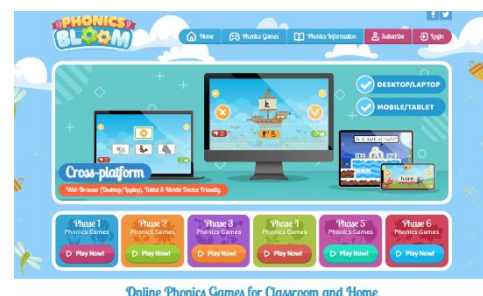 PHONICS
BLOOM
Home
Phonics Games
Phonics Information
Subscribe
Login
DESKTOP/LAPTOP
MOBILE/TABLET
Cross-platform
Web Browser (Desktop/Laptop), Tablet & Mobile Device Friendly.
Phase 1
Phonics Games
Play Now!
Phase 2
Phonics Games
Play Now!
Phase 3
Phonics Games
Play Now!
Phase 4
Phonics Games
Play Now!
Phase 5
Phonics Games
Play Now!
Phase 6
Phonics Games
Play Now!
Online Phonics Games for Classroom and Home